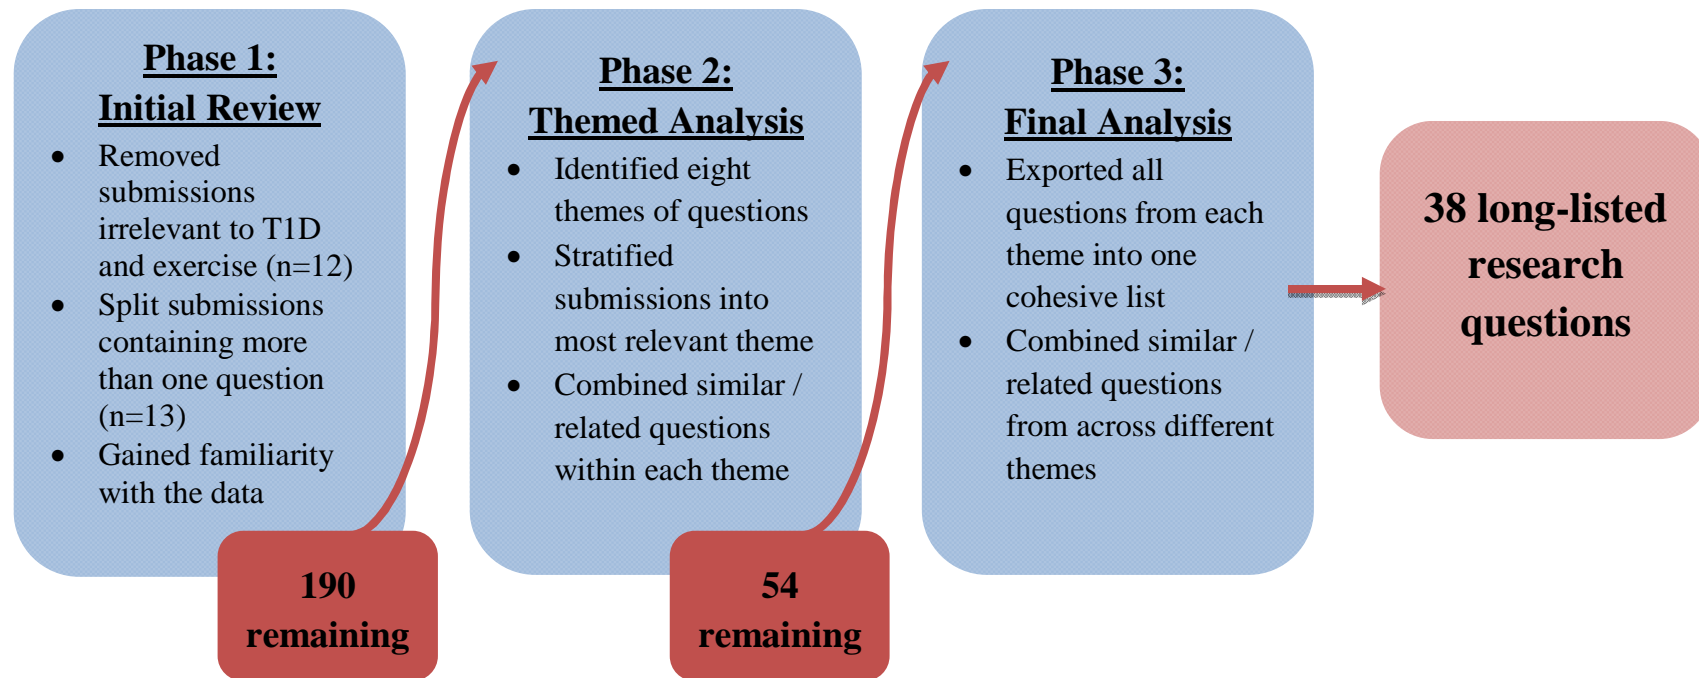 Phase 1:
Initial Review
• Removed
submissions
irrelevant to T1D
and exercise (n=12)
• Split submissions
containing more
than one question
(n=13)
• Gained familiarity
with the data
190
remaining
Phase 2:
Themed Analysis
• Identified eight
themes of questions
• Stratified
submissions into
most relevant theme
• Combined similar /
related questions
within each theme
54
remaining
Phase 3:
Final Analysis
• Exported all
questions from each
theme into one
cohesive list
• Combined similar /
related questions
from across different
themes
38 long-listed
research
questions